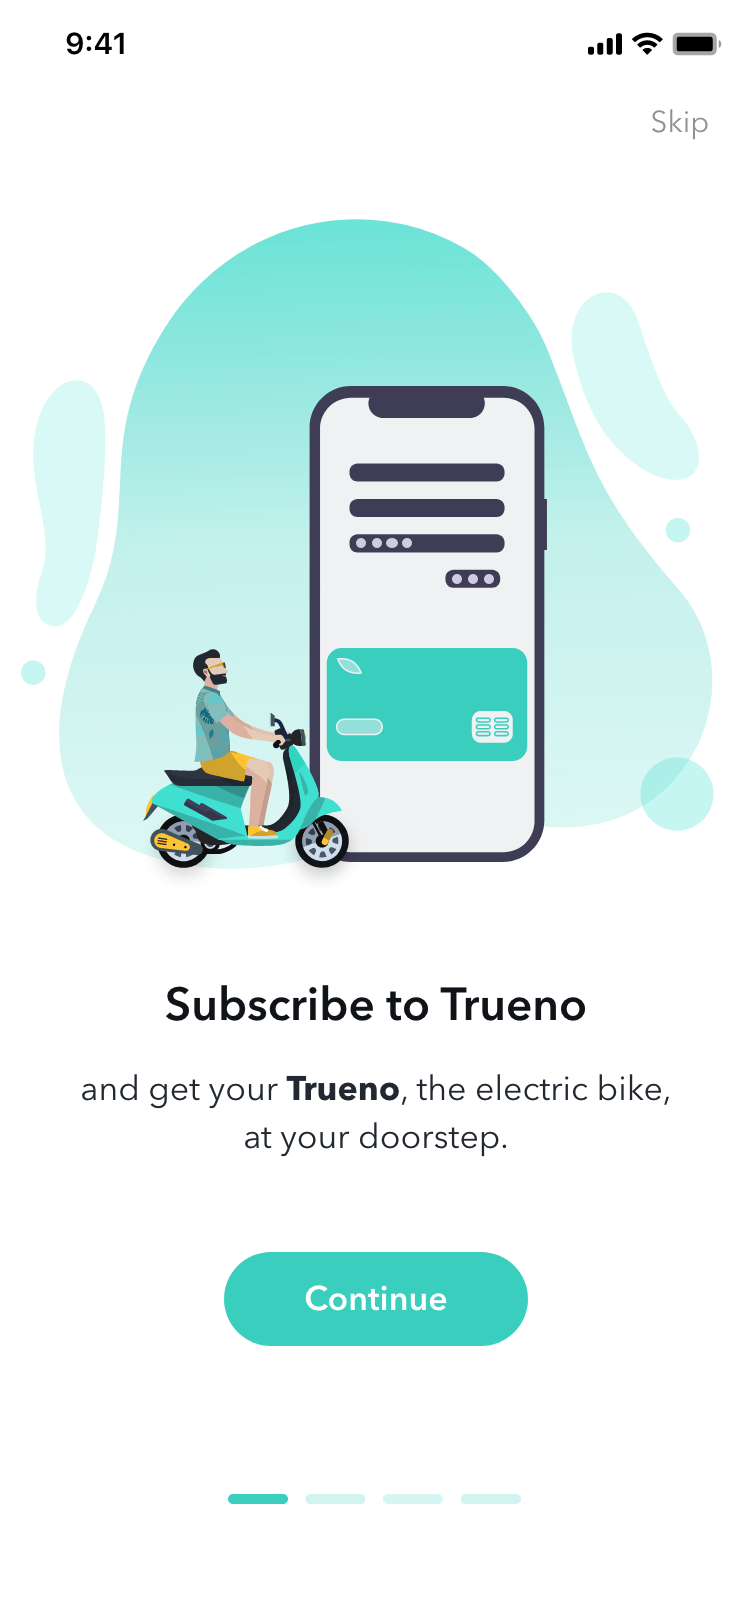 9:41
Skip
Subscribe to Trueno
and get your Trueno, the electric bike,
at your doorstep.
Continue